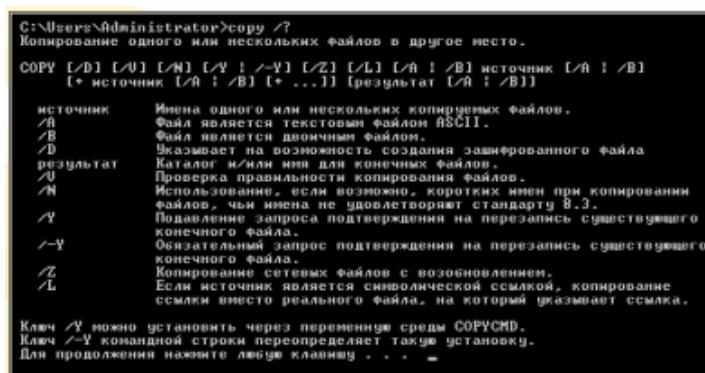 C:\Users\Administrator>copy /?
Копирование одного или нескольких файлов в другое место.
COPY [/D] [/V] [/N] [/Y ¦ /-Y] [/Z] [/L] [/A ¦ /B] источник [/A ¦ /B]
[+ источник [/A ¦ /B] [+ ...]] [результат [/A ¦ /B]]
источник Имена одного или нескольких копируемых файлов.
/A Файл является текстовым файлом ASCII.
/B Файл является двоичным файлом.
/D Указывает на возможность создания зашифрованного файла
результат Каталог и/или имя для конечных файлов.
/V Проверка правильности копирования файлов.
/N Использование, если возможно, коротких имен при копировании
файлов, чьи имена не удовлетворяют стандарту 8.3.
/Y Подавление запроса подтверждения на перезапись существующего
конечного файла.
/-Y Обязательный запрос подтверждения на перезапись существующего
конечного файла.
/Z Копирование сетевых файлов с возобновлением.
/L Если источник является символической ссылкой, копирование
ссылки вместо реального файла, на который указывает ссылка.
Ключ /Y можно установить через переменную среды COPYCMD.
Ключ /-Y командной строки переопределяет такую установку.
Для продолжения нажмите любую клавишу . . . _